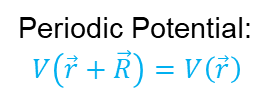 Periodic Potential:
V(r⃗ + R⃗) = V(r⃗)